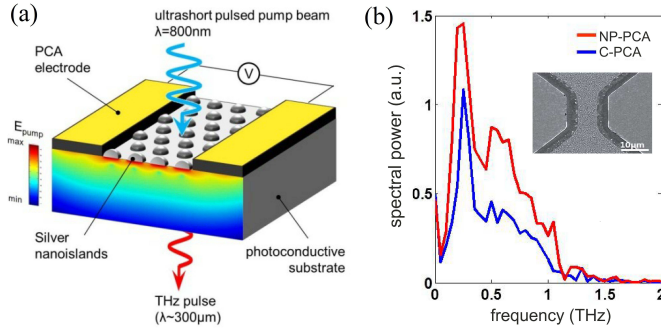 (a)
ultrashort pulsed pump beam
λ=800nm
PCA
electrode
V
E_pump
max
min
Silver
nanoislands
photoconductive
substrate
THz pulse
(λ~300μm)
(b)
1.5
1
0.5
0
0
0.5
1
1.5
2
spectral power (a.u.)
frequency (THz)
NP-PCA
C-PCA
10μm